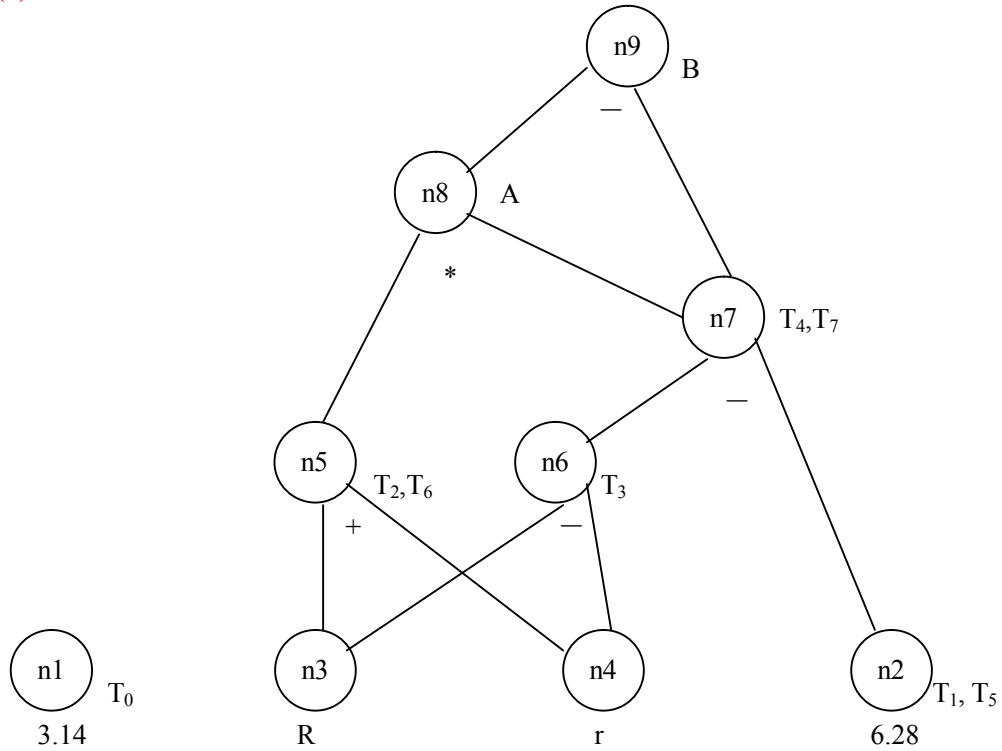 n9
B
—
n8
A
*
n7
T₄,T₇
—
n5
T₂,T₆
+
n6
T₃
—
n1
T₀
3.14
n3
R
n4
r
n2
T₁, T₅
6.28